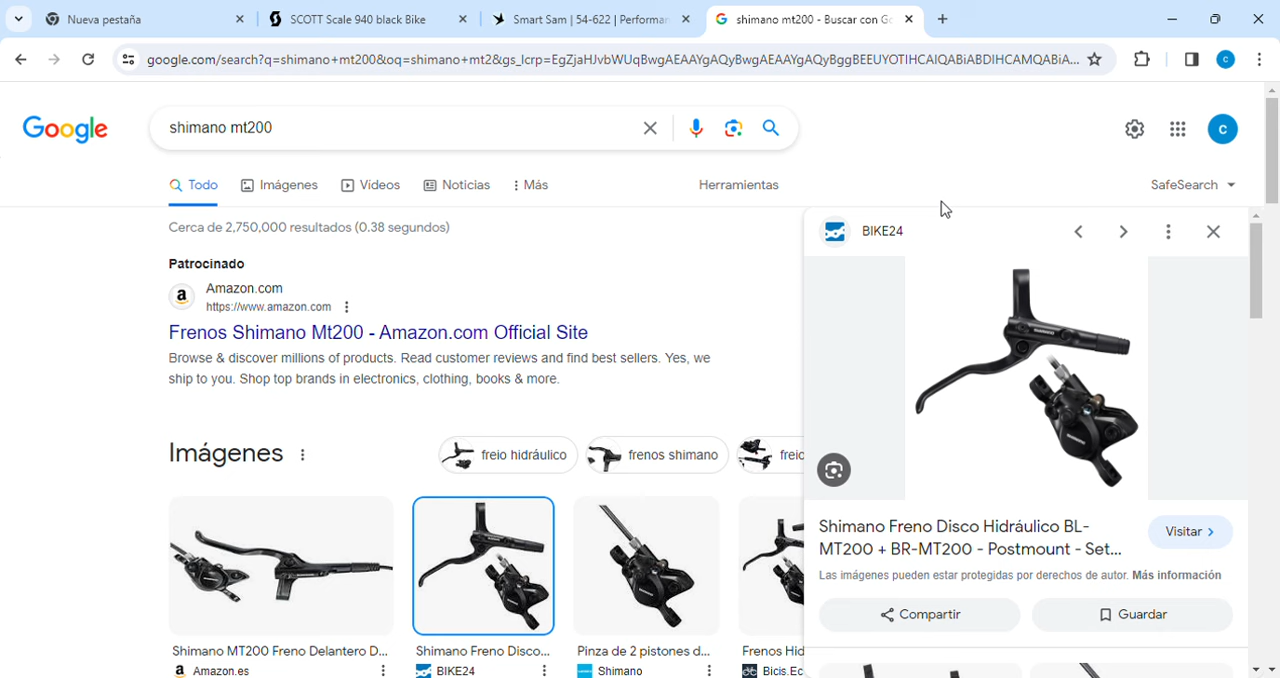 Nueva pestaña
SCOTT Scale 940 black Bike
Smart Sam | 54-622 | Performan
shimano mt200 - Buscar con Go
google.com/search?q=shimano+mt200&oq=shimano+mt2&gs_lcrp=EgZjaHJvbWUqBwgAEAAYgAQyBwgAEAAYgAQyBggBEEUYOTIHCAIQABiABDIHCAMQABiA...
c
Google
shimano mt200
c
Todo
Imágenes
Videos
Noticias
Más
Herramientas
SafeSearch
Cerca de 2,750,000 resultados (0.38 segundos)
Patrocinado
a
Amazon.com
https://www.amazon.com
Frenos Shimano Mt200 - Amazon.com Official Site
Browse & discover millions of products. Read customer reviews and find best sellers. Yes, we
ship to you. Shop top brands in electronics, clothing, books & more.
Imágenes
freio hidráulico
frenos shimano
freic
Shimano MT200 Freno Delantero D...
a Amazon.es
Shimano Freno Disco...
BIKE24
Pinza de 2 pistones d...
Shimano
Frenos Hid
Bicis.Ec
BIKE24
Shimano Freno Disco Hidráulico BL-
MT200 + BR-MT200 - Postmount - Set...
Visitar
Las imágenes pueden estar protegidas por derechos de autor. Más información
Compartir
Guardar